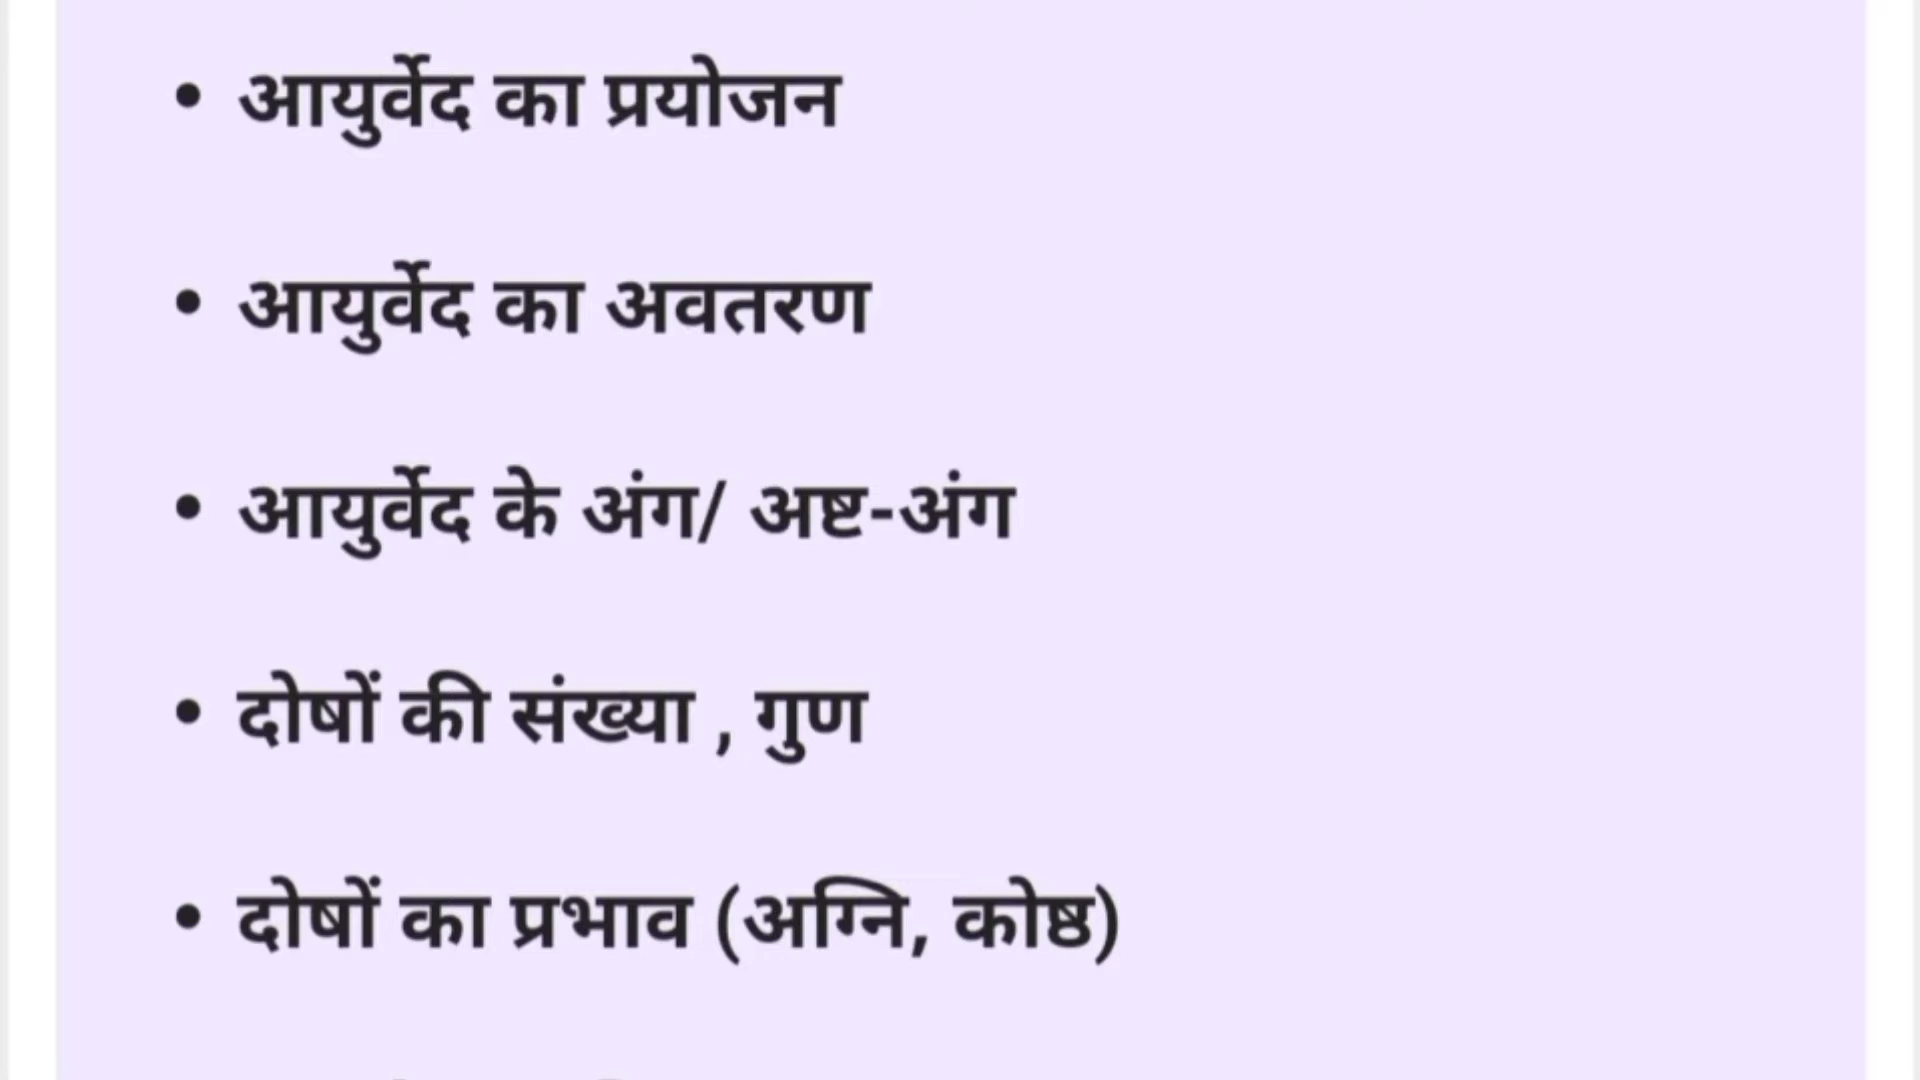 • आयुर्वेद का प्रयोजन
• आयुर्वेद का अवतरण
• आयुर्वेद के अंग/ अष्ट-अंग
• दोषों की संख्या , गुण
• दोषों का प्रभाव (अग्नि, कोष्ठ)